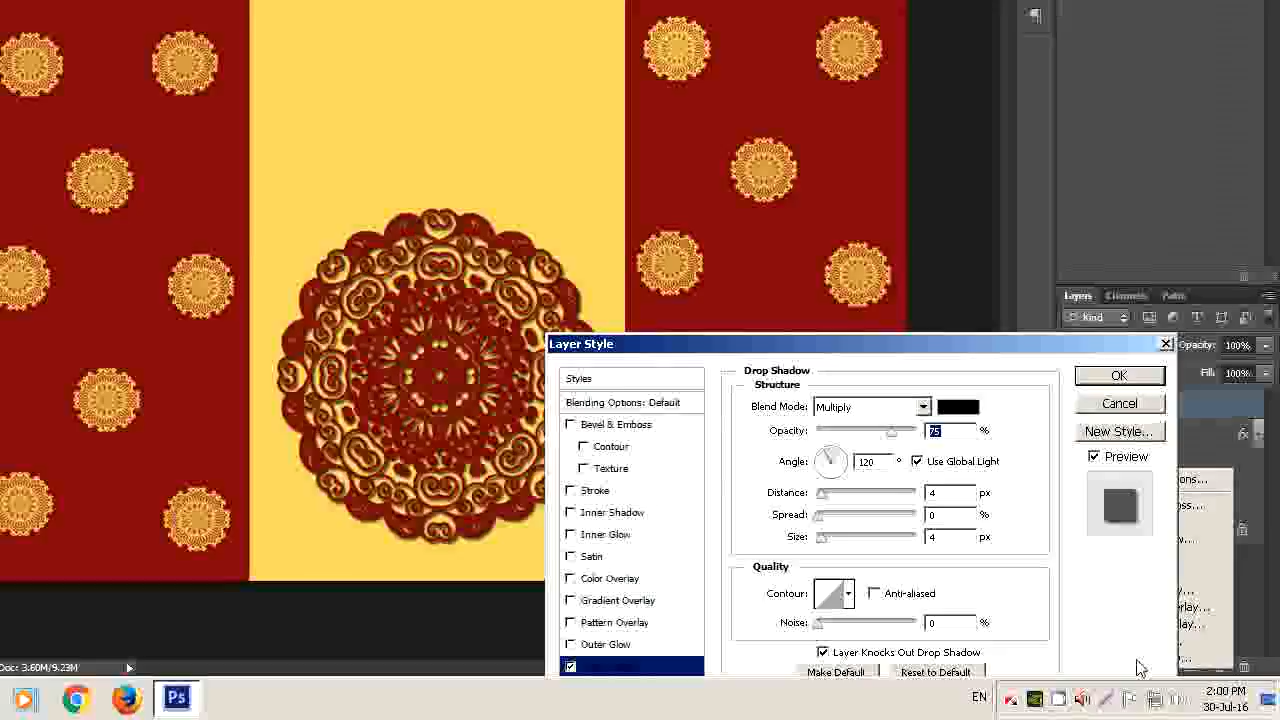 Layers Channels Paths
Kind
Opacity: 100%
Fill: 100%
fx
Layer Style
Styles
Blending Options: Default
Bevel & Emboss
Contour
Texture
Stroke
Inner Shadow
Inner Glow
Satin
Color Overlay
Gradient Overlay
Pattern Overlay
Outer Glow
Drop Shadow
Structure
Blend Mode: Multiply
Opacity: 75 %
Angle: 120 ° Use Global Light
Distance: 4 px
Spread: 0 %
Size: 4 px
Quality
Contour: Anti-aliased
Noise: 0 %
Layer Knocks Out Drop Shadow
Make Default Reset to Default
OK
Cancel
New Style...
Preview
Doc: 3.60M/9.23M
Ps
EN
2:00 PM
30-Jul-16